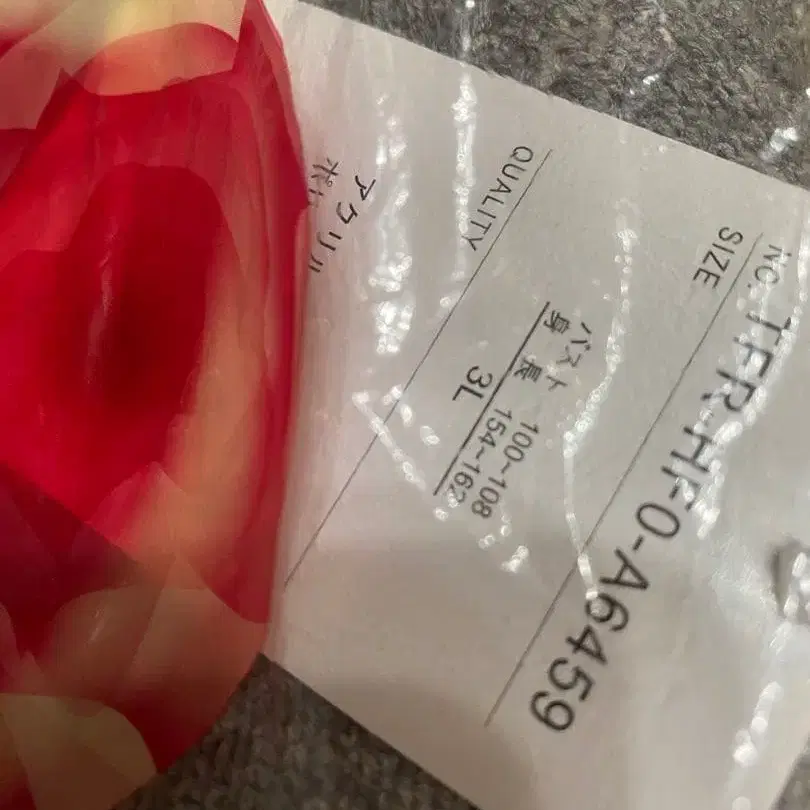 NO. TFR-HF0-A6459
SIZE
バスト 100~108
身 長 154~162
3L
QUALITY
アクリル